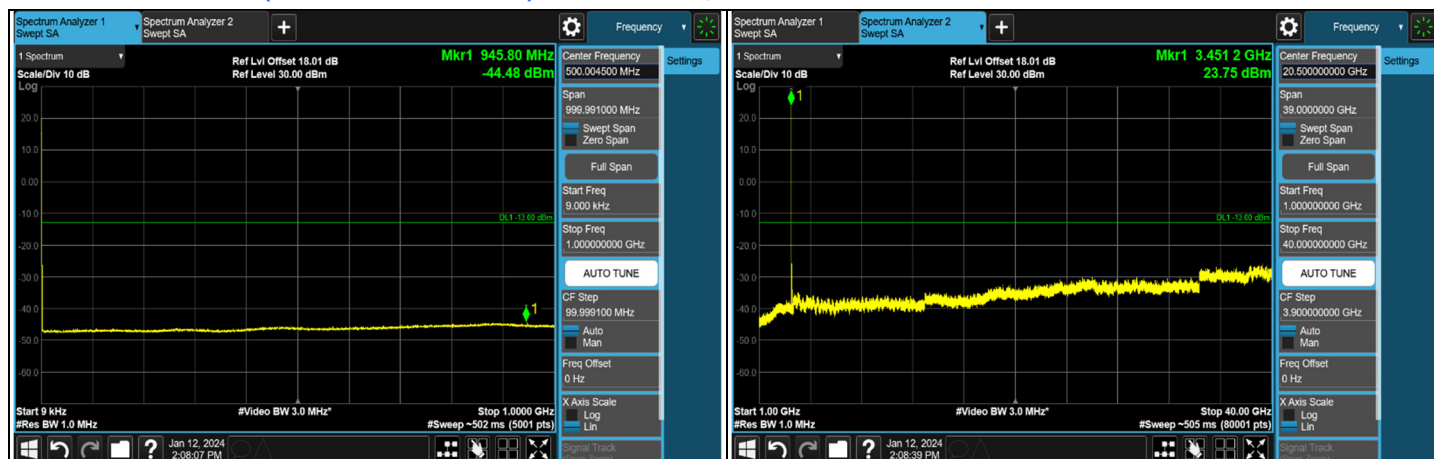 Spectrum Analyzer 1
Swept SA
Spectrum Analyzer 2
Swept SA
Frequency
1 Spectrum
Scale/Div 10 dB
Log
Ref Lvl Offset 18.01 dB
Ref Level 30.00 dBm
Mkr1 945.80 MHz
-44.48 dBm
20.0
10.0
0.00
-10.0
-20.0
-30.0
-40.0
-50.0
-60.0
DL1 -13.00 dBm
1
Start 9 kHz
#Res BW 1.0 MHz
#Video BW 3.0 MHz*
Stop 1.0000 GHz
#Sweep ~502 ms (5001 pts)
Center Frequency
500.004500 MHz
Settings
Span
999.991000 MHz
Swept Span
Zero Span
Full Span
Start Freq
9.000 kHz
Stop Freq
1.000000000 GHz
AUTO TUNE
CF Step
99.999100 MHz
Auto
Man
Freq Offset
0 Hz
X Axis Scale
Log
Lin
Signal Track
?
Jan 12, 2024
2:08:07 PM
Spectrum Analyzer 1
Swept SA
Spectrum Analyzer 2
Swept SA
Frequency
1 Spectrum
Scale/Div 10 dB
Log
Ref Lvl Offset 18.01 dB
Ref Level 30.00 dBm
Mkr1 3.451 2 GHz
23.75 dBm
1
20.0
10.0
0.00
-10.0
-20.0
-30.0
-40.0
-50.0
-60.0
DL1 -13.00 dBm
Start 1.00 GHz
#Res BW 1.0 MHz
#Video BW 3.0 MHz*
Stop 40.00 GHz
#Sweep ~505 ms (80001 pts)
Center Frequency
20.500000000 GHz
Settings
Span
39.0000000 GHz
Swept Span
Zero Span
Full Span
Start Freq
1.000000000 GHz
Stop Freq
40.000000000 GHz
AUTO TUNE
CF Step
3.900000000 GHz
Auto
Man
Freq Offset
0 Hz
X Axis Scale
Log
Lin
Signal Track
?
Jan 12, 2024
2:08:39 PM